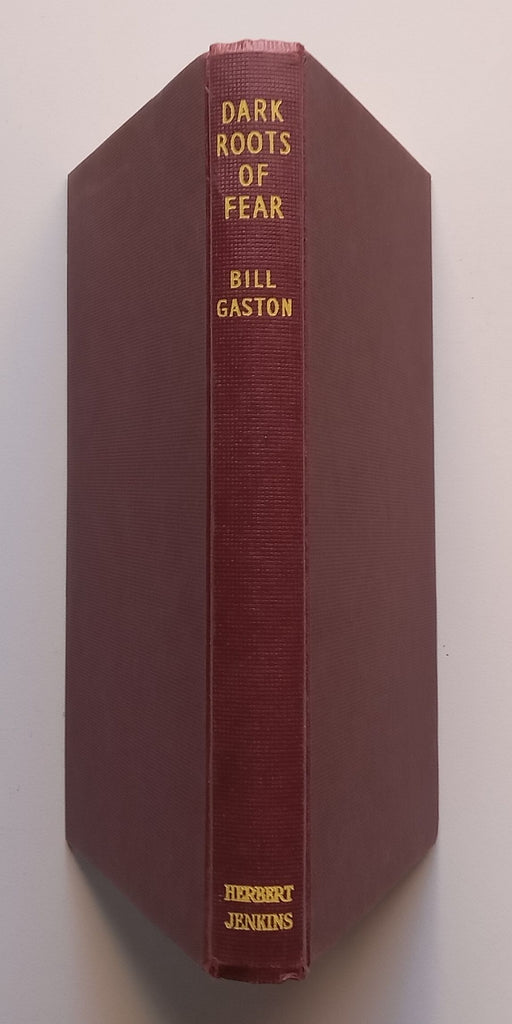 DARK
ROOTS
OF
FEAR
BILL
GASTON
HERBERT
JENKINS